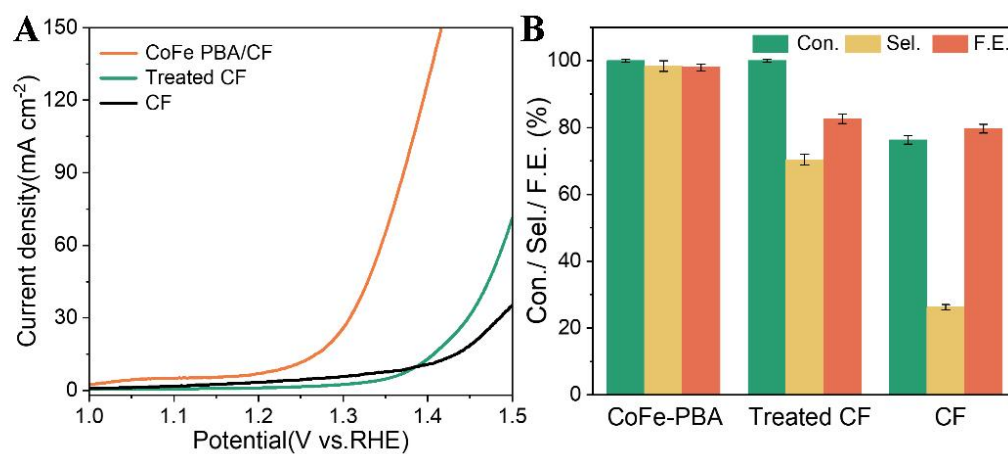 A
150
120
90
60
30
0
Current density(mA cm-2)
CoFe PBA/CF
Treated CF
CF
1.0 1.1 1.2 1.3 1.4 1.5
Potential(V vs.RHE)
B
Con. Sel. F.E.
100
80
60
40
20
0
Con./ Sel./ F.E. (%)
CoFe-PBA Treated CF CF